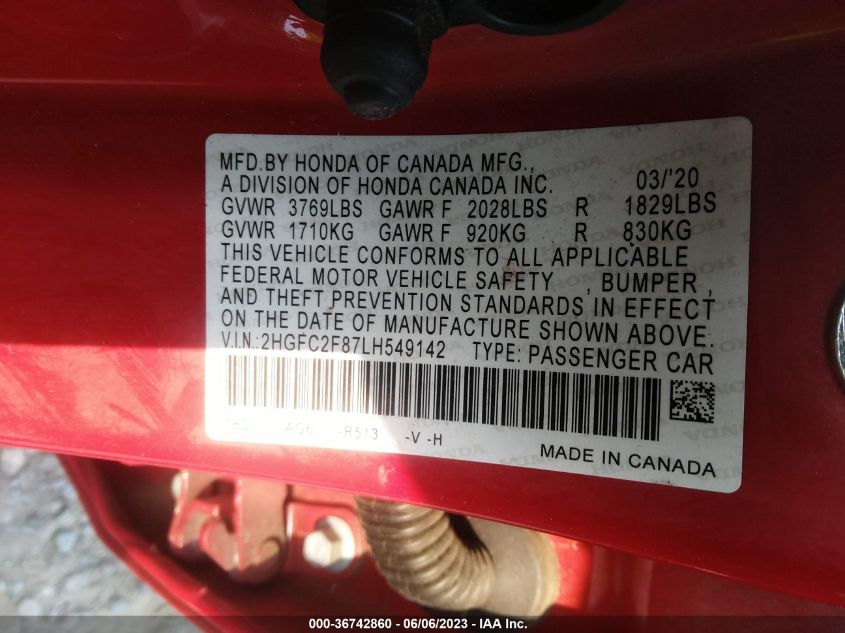 MFD.BY HONDA OF CANADA MFG.,
A DIVISION OF HONDA CANADA INC. 03/'20
GVWR 3769LBS GAWR F 2028LBS R 1829LBS
GVWR 1710KG GAWR F 920KG R 830KG
THIS VEHICLE CONFORMS TO ALL APPLICABLE
FEDERAL MOTOR VEHICLE SAFETY , BUMPER ,
AND THEFT PREVENTION STANDARDS IN EFFECT
ON THE DATE OF MANUFACTURE SHOWN ABOVE.
V.I.N.:2HGFC2F87LH549142 TYPE: PASSENGER CAR
-R513 -V -H
MADE IN CANADA
000-36742860 - 06/06/2023 - IAA Inc.